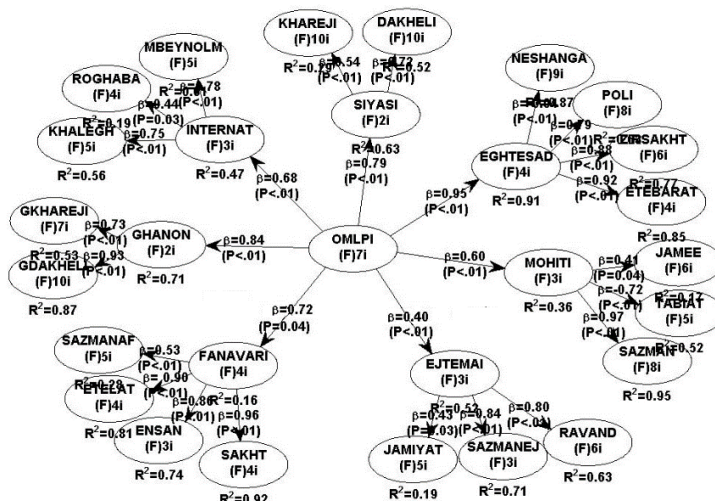 KHAREJI
(F)10i
DAKHELI
(F)10i
MBEYNOLM
(F)5i
NESHANGA
(F)9i
β=0.54
(P<.01)
β=0.72
(P<.01)
R²=0.52
ROGHABA
(F)4i
β=0.78
(P<.01)
POLI
(F)8i
SIYASI
(F)2i
β=0.44
(P=0.03)
R²=0.19
(P<.01)
β=0.79
(P<.01)
KHALEGH
(F)5i
β=0.75
(P<.01)
INTERNAT
(F)3i
R²=0.63
β=0.88
(P<.01)
ZIRSAKHT
(F)6i
R²=0.56
R²=0.47
β=0.79
(P<.01)
EGHTESAD
(F)4i
β=0.92
(P<.01)
R²=0.77
ETEBARAT
(F)4i
β=0.68
(P<.01)
β=0.95
(P<.01)
R²=0.91
R²=0.85
GKHAREJI
(F)7i
β=0.73
(P<.01)
R²=0.53
GHANON
(F)2i
β=0.84
(P<.01)
OMLPI
(F)7i
β=0.60
(P<.01)
MOHITI
(F)3i
β=0.41
(P=0.04)
JAMEE
(F)6i
GDAKHELI
(F)10i
β=0.93
(P<.01)
R²=0.71
β=-0.72
(P<.01)
R²=0.17
TABIAT
(F)5i
R²=0.87
R²=0.36
β=0.97
(P<.01)
R²=0.52
SAZMAN
(F)8i
R²=0.95
β=0.72
(P=0.04)
β=0.40
(P<.01)
SAZMANAF
(F)5i
β=0.53
(P<.01)
R²=0.28
FANAVARI
(F)4i
R²=0.16
EJTEMAI
(F)3i
R²=0.52
ETELAT
(F)4i
β=0.90
(P<.01)
R²=0.81
β=0.86
(P<.01)
β=0.96
(P<.01)
β=0.43
(P=0.03)
β=0.84
(P<.01)
β=0.80
(P<.01)
ENSAN
(F)3i
R²=0.74
SAKHT
(F)4i
R²=0.92
JAMIYAT
(F)5i
R²=0.19
SAZMANEJ
(F)3i
R²=0.71
RAVAND
(F)6i
R²=0.63